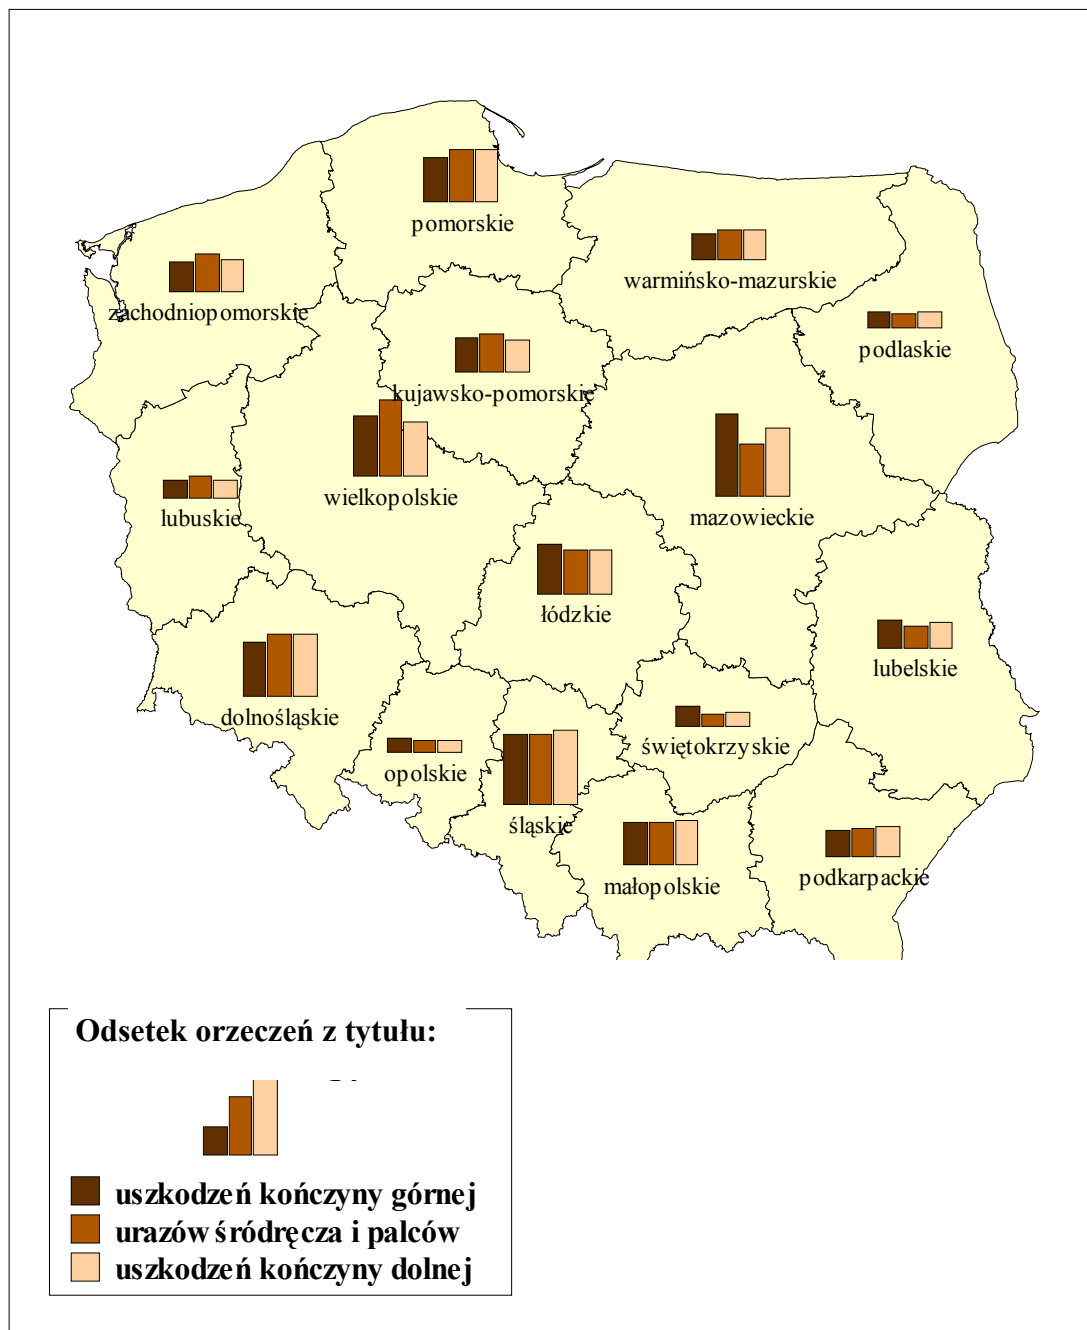 pomorskie
warmińsko-mazurskie
zachodniopomorskie
podlaskie
kujawsko-pomorskie
wielkopolskie
mazowieckie
lubuskie
łódzkie
lubelskie
dolnośląskie
świętokrzyskie
opolskie
śląskie
małopolskie
podkarpackie
Odsetek orzeczeń z tytułu:
uszkodzeń kończyny górnej
urazów śródręcza i palców
uszkodzeń kończyny dolnej